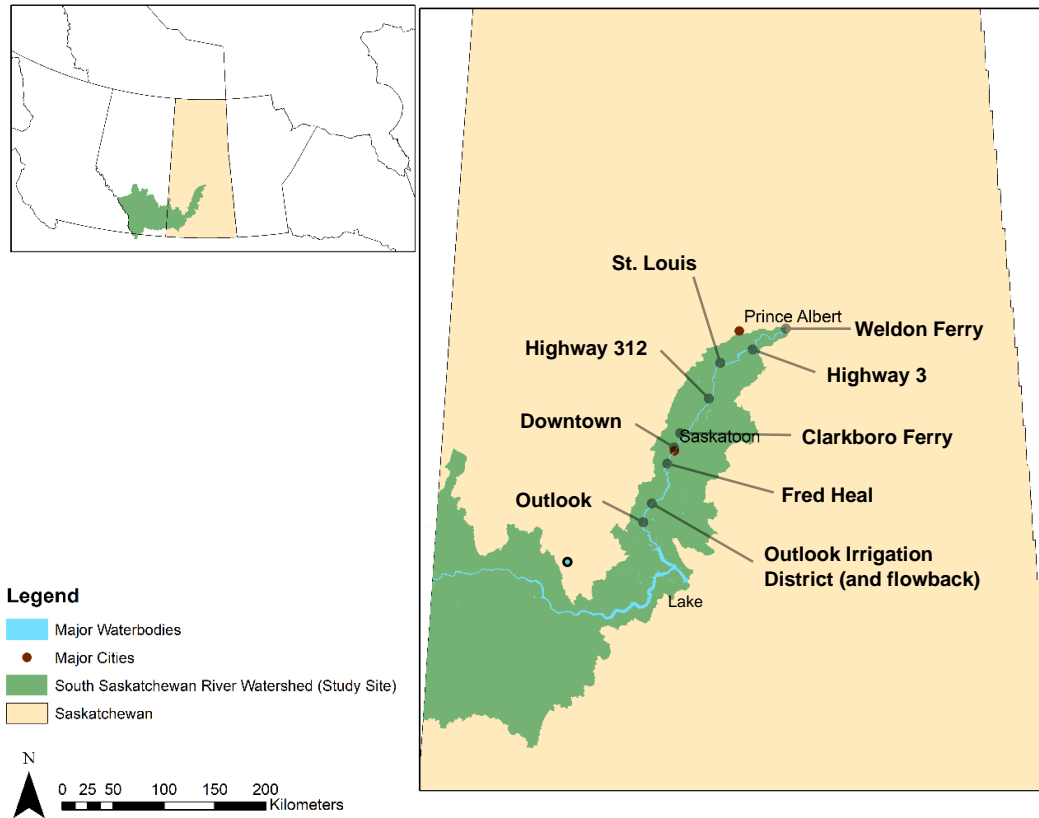 St. Louis
Prince Albert
Weldon Ferry
Highway 312
Highway 3
Downtown
Saskatoon
Clarkboro Ferry
Fred Heal
Outlook
Outlook Irrigation
District (and flowback)
Lake
Legend
Major Waterbodies
Major Cities
South Saskatchewan River Watershed (Study Site)
Saskatchewan
N
0 25 50 100 150 200
Kilometers